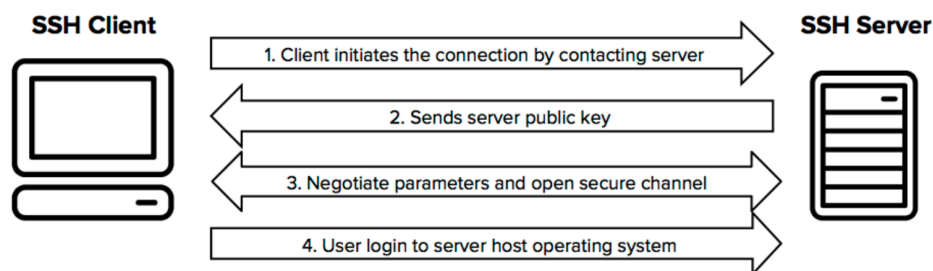 SSH Client
SSH Server
1. Client initiates the connection by contacting server
2. Sends server public key
3. Negotiate parameters and open secure channel
4. User login to server host operating system